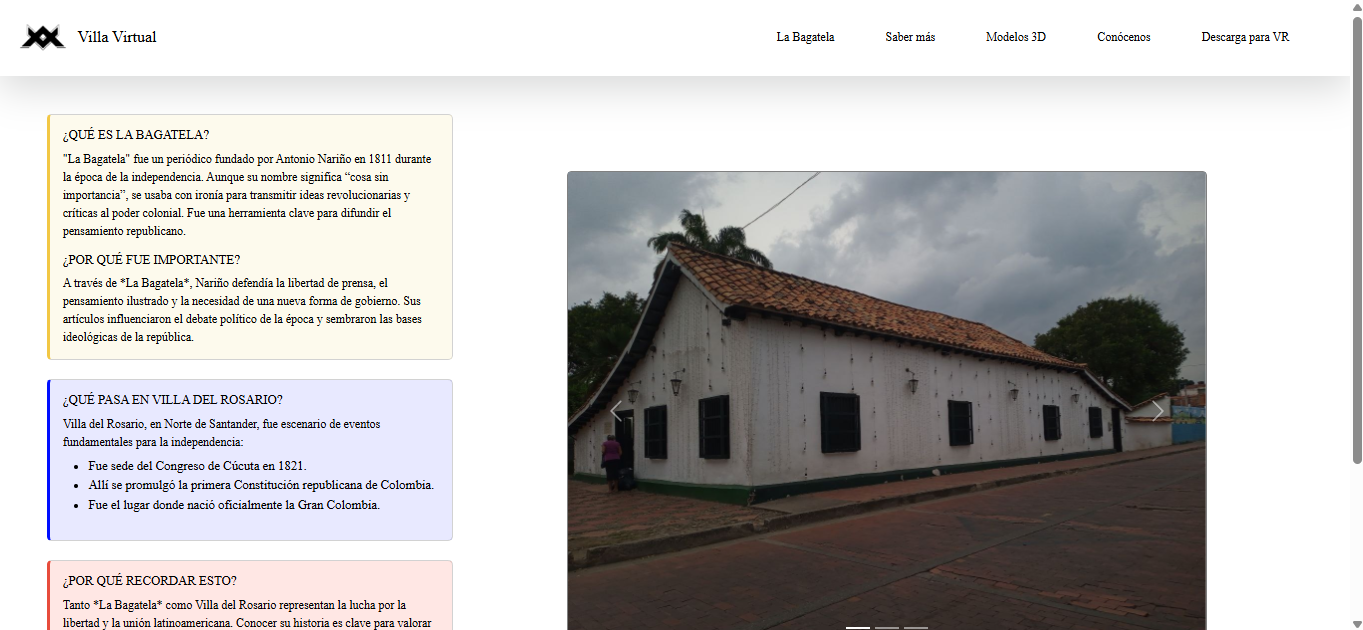 Villa Virtual
La Bagatela
Saber más
Modelos 3D
Conócenos
Descarga para VR
¿QUÉ ES LA BAGATELA?
"La Bagatela" fue un periódico fundado por Antonio Nariño en 1811 durante
la época de la independencia. Aunque su nombre significa “cosa sin
importancia”, se usaba con ironía para transmitir ideas revolucionarias y
críticas al poder colonial. Fue una herramienta clave para difundir el
pensamiento republicano.
¿POR QUÉ FUE IMPORTANTE?
A través de *La Bagatela*, Nariño defendía la libertad de prensa, el
pensamiento ilustrado y la necesidad de una nueva forma de gobierno. Sus
artículos influenciaron el debate político de la época y sembraron las bases
ideológicas de la república.
¿QUÉ PASA EN VILLA DEL ROSARIO?
Villa del Rosario, en Norte de Santander, fue escenario de eventos
fundamentales para la independencia:
• Fue sede del Congreso de Cúcuta en 1821.
• Allí se promulgó la primera Constitución republicana de Colombia.
• Fue el lugar donde nació oficialmente la Gran Colombia.
¿POR QUÉ RECORDAR ESTO?
Tanto *La Bagatela* como Villa del Rosario representan la lucha por la
libertad y la unión latinoamericana. Conocer su historia es clave para valorar